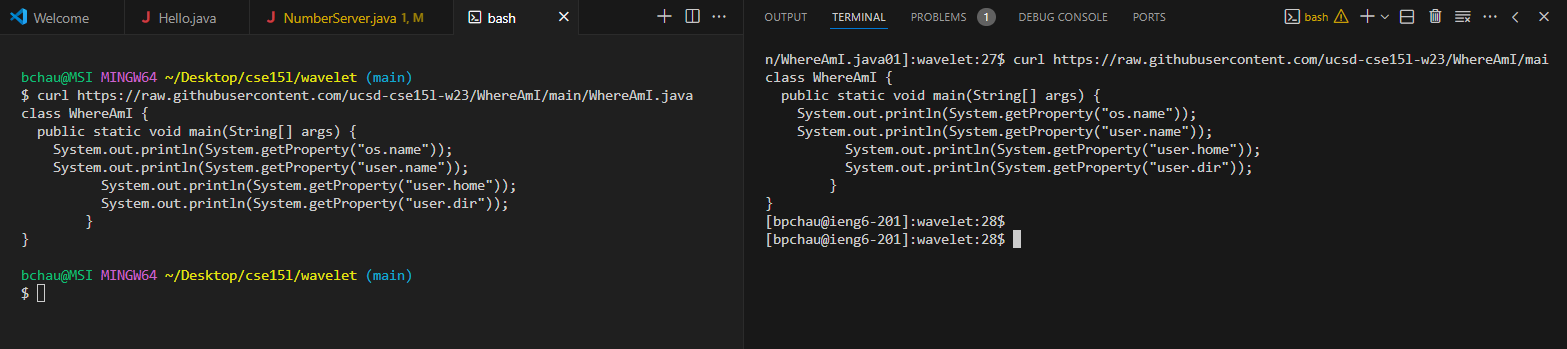 Welcome
Hello.java
NumberServer.java 1, M
bash
bchau@MSI MINGW64 ~/Desktop/cse15l/wavelet (main)
$ curl https://raw.githubusercontent.com/ucsd-cse15l-w23/WhereAmI/main/WhereAmI.java
class WhereAmI {
  public static void main(String[] args) {
    System.out.println(System.getProperty("os.name"));
    System.out.println(System.getProperty("user.name"));
          System.out.println(System.getProperty("user.home"));
          System.out.println(System.getProperty("user.dir"));
        }
}
bchau@MSI MINGW64 ~/Desktop/cse15l/wavelet (main)
$
OUTPUT TERMINAL PROBLEMS 1 DEBUG CONSOLE PORTS
bash
n/WhereAmI.java01]:wavelet:27$ curl https://raw.githubusercontent.com/ucsd-cse15l-w23/WhereAmI/mai
class WhereAmI {
  public static void main(String[] args) {
    System.out.println(System.getProperty("os.name"));
    System.out.println(System.getProperty("user.name"));
          System.out.println(System.getProperty("user.home"));
          System.out.println(System.getProperty("user.dir"));
        }
}
[bpchau@ieng6-201]:wavelet:28$
[bpchau@ieng6-201]:wavelet:28$